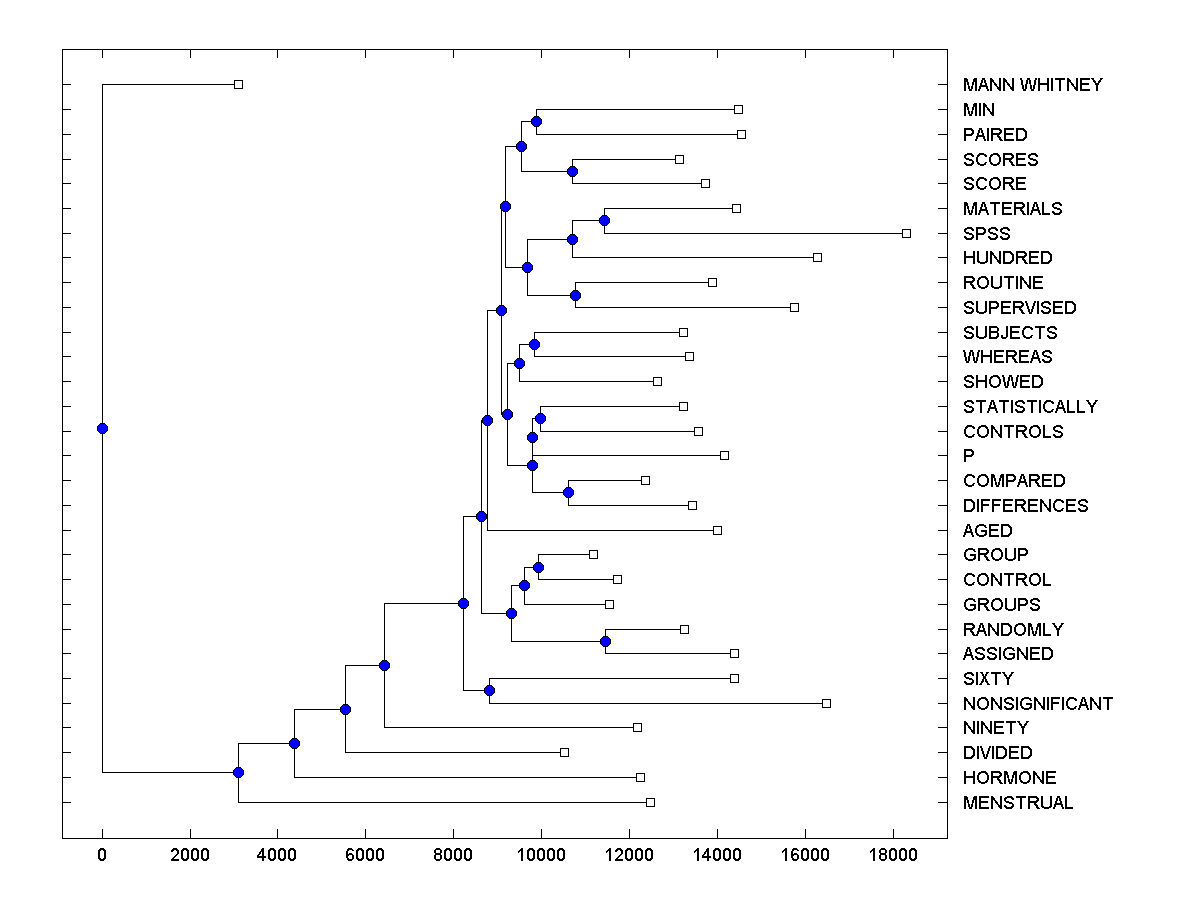 MANN WHITNEY
MIN
PAIRED
SCORES
SCORE
MATERIALS
SPSS
HUNDRED
ROUTINE
SUPERVISED
SUBJECTS
WHEREAS
SHOWED
STATISTICALLY
CONTROLS
P
COMPARED
DIFFERENCES
AGED
GROUP
CONTROL
GROUPS
RANDOMLY
ASSIGNED
SIXTY
NONSIGNIFICANT
NINETY
DIVIDED
HORMONE
MENSTRUAL
0 2000 4000 6000 8000 10000 12000 14000 16000 18000